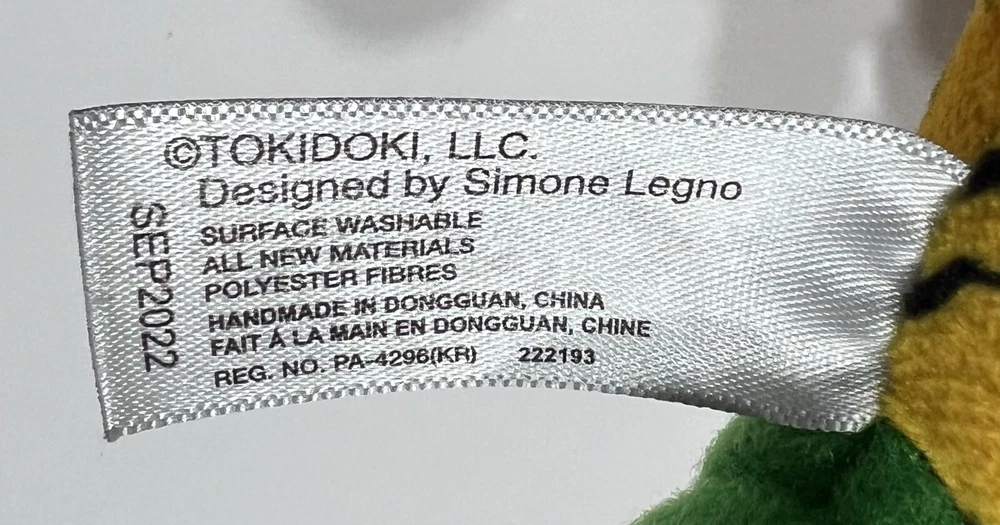 ©TOKIDOKI, LLC.
Designed by Simone Legno
SURFACE WASHABLE
ALL NEW MATERIALS
POLYESTER FIBRES
HANDMADE IN DONGGUAN, CHINA
FAIT À LA MAIN EN DONGGUAN, CHINE
REG. NO. PA-4296(KR) 222193
SEP2022